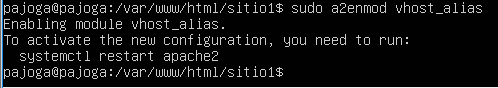 pajoga@pajoga:/var/www/html/sitio1$ sudo a2enmod vhost_alias
Enabling module vhost_alias.
To activate the new configuration, you need to run:
  systemctl restart apache2
pajoga@pajoga:/var/www/html/sitio1$